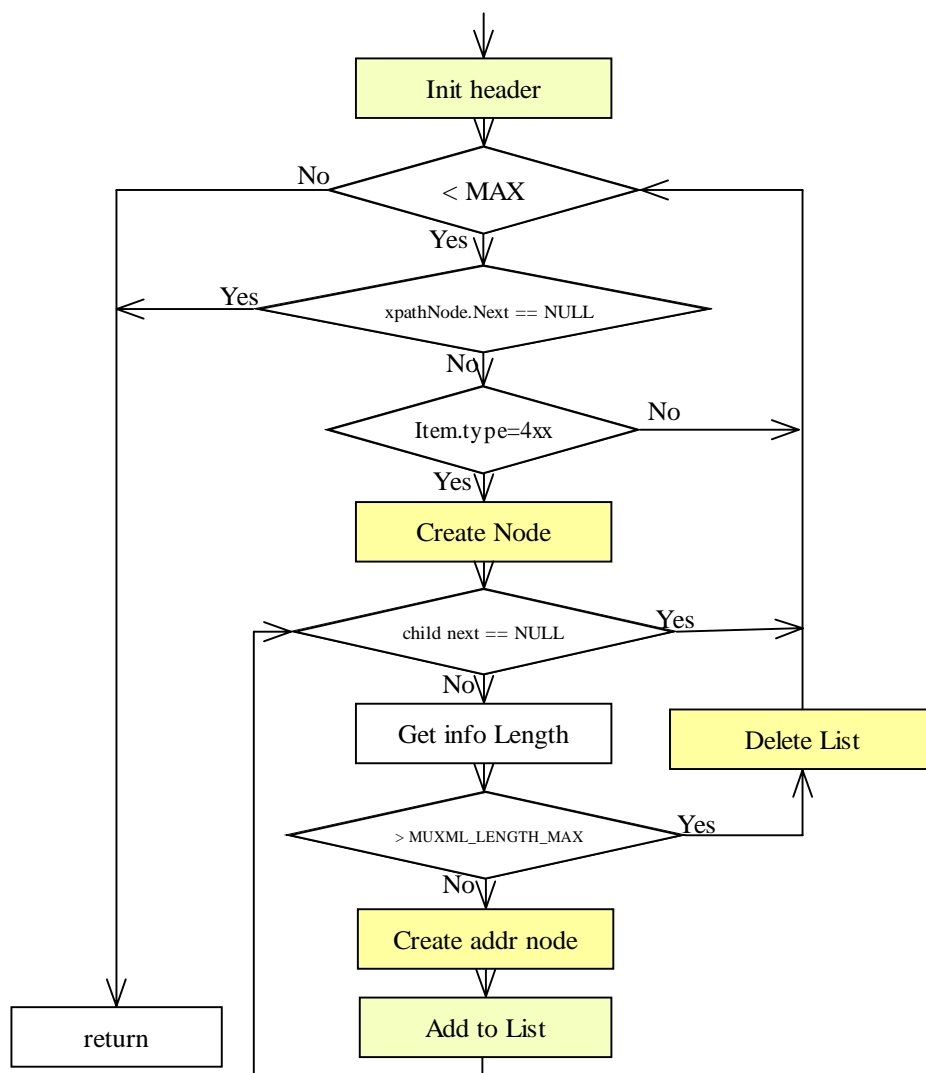 Init header
No
< MAX
Yes
Yes
xpathNode.Next == NULL
No
No
Item.type=4xx
Yes
Create Node
child next == NULL
Yes
No
Get info Length
Delete List
> MUXML_LENGTH_MAX
Yes
No
Create addr node
return
Add to List